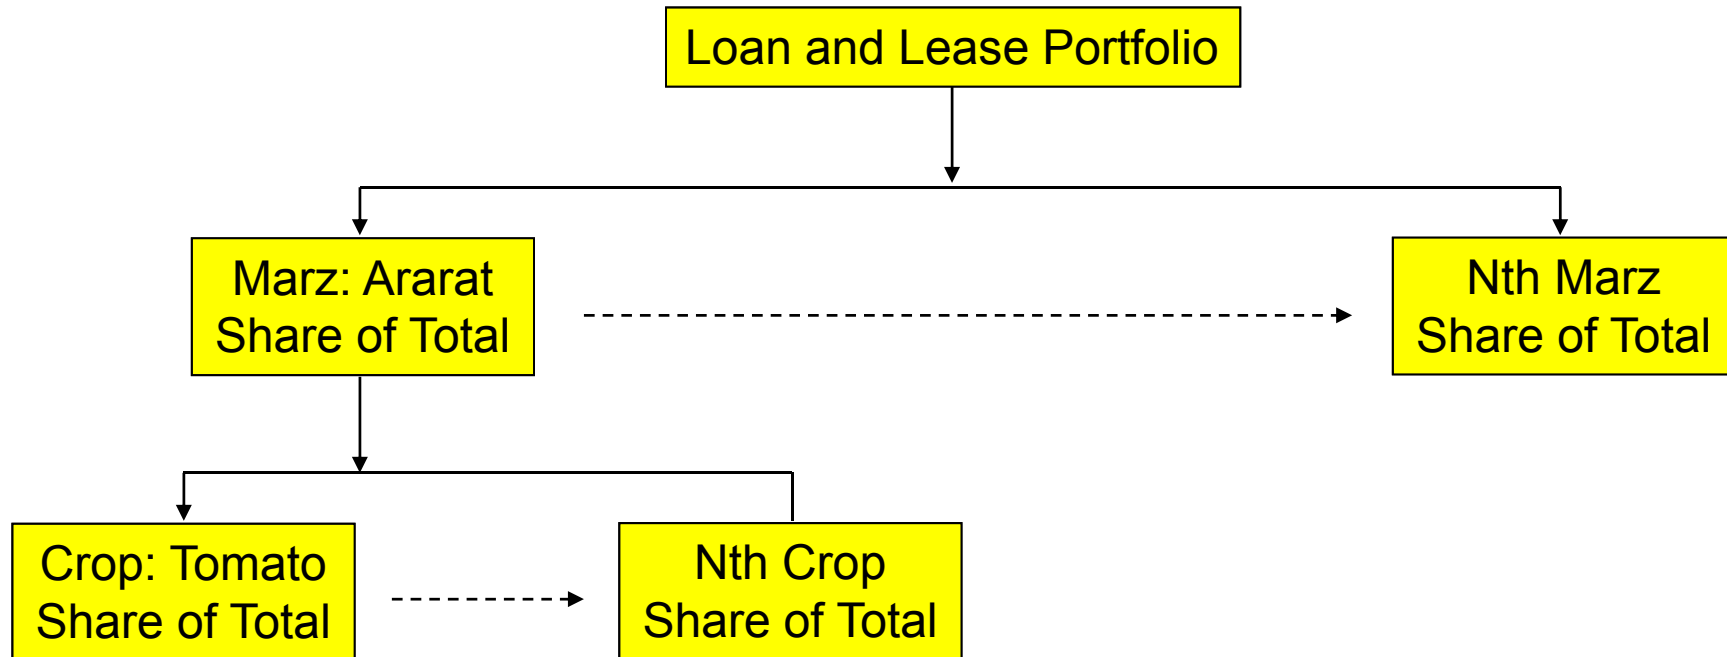 Loan and Lease Portfolio
Marz: Ararat
Share of Total
Nth Marz
Share of Total
Crop: Tomato
Share of Total
Nth Crop
Share of Total